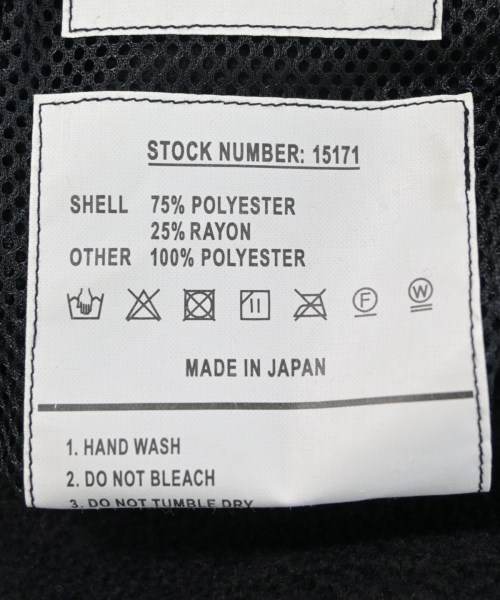 STOCK NUMBER: 15171
SHELL 75% POLYESTER
25% RAYON
OTHER 100% POLYESTER
F W
MADE IN JAPAN
1. HAND WASH
2. DO NOT BLEACH
3. DO NOT TUMBLE DRY